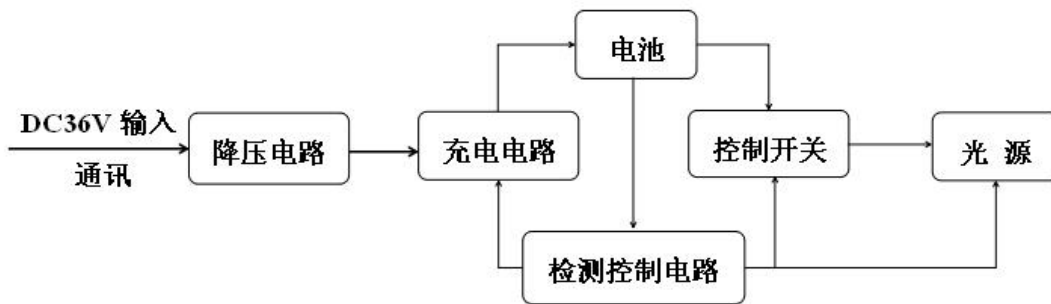 电池
DC36V 输入
通讯
降压电路
充电电路
控制开关
光 源
检测控制电路